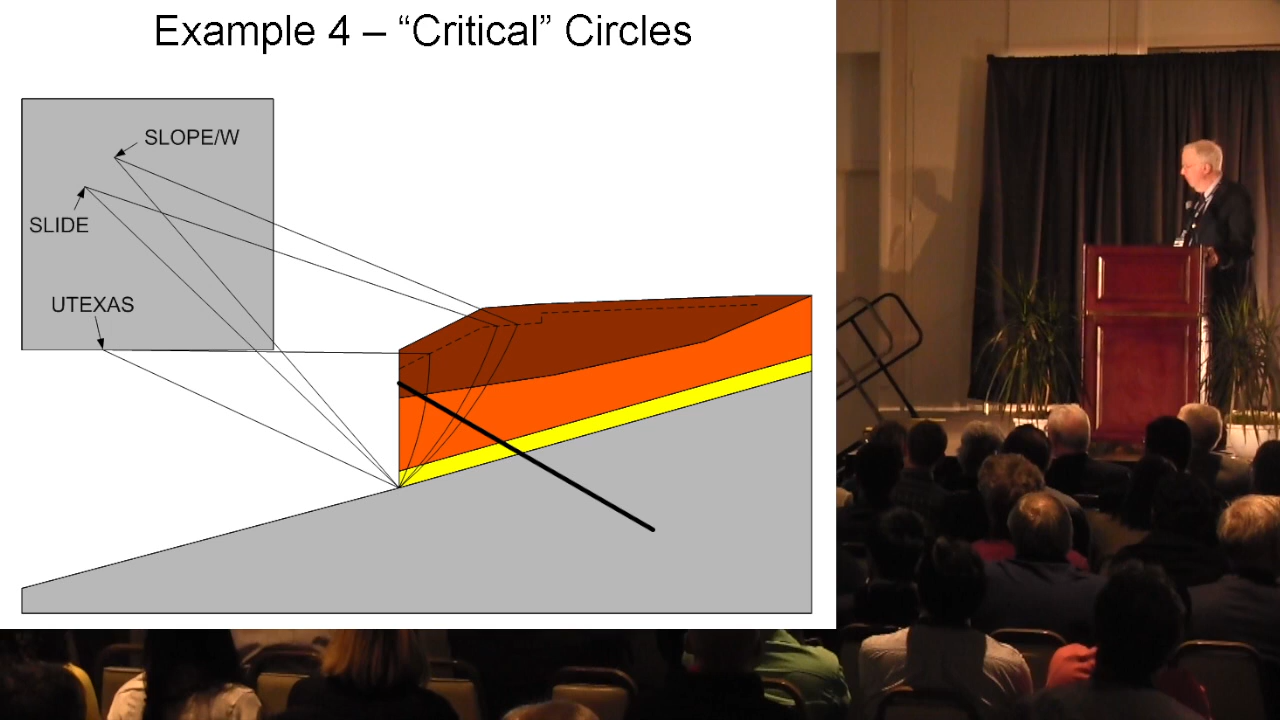 Example 4 – “Critical” Circles
SLOPE/W
SLIDE
UTEXAS